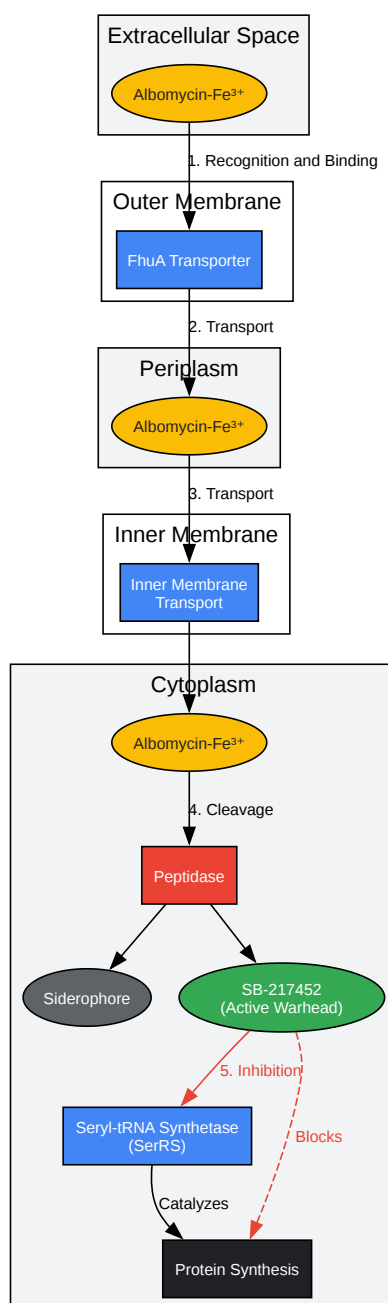 Extracellular Space
Albomycin-Fe³⁺
1. Recognition and Binding
Outer Membrane
FhuA Transporter
2. Transport
Periplasm
Albomycin-Fe³⁺
3. Transport
Inner Membrane
Inner Membrane
Transport
Cytoplasm
Albomycin-Fe³⁺
4. Cleavage
Peptidase
Siderophore
SB-217452
(Active Warhead)
5. Inhibition
Seryl-tRNA Synthetase
(SerRS)
Blocks
Catalyzes
Protein Synthesis